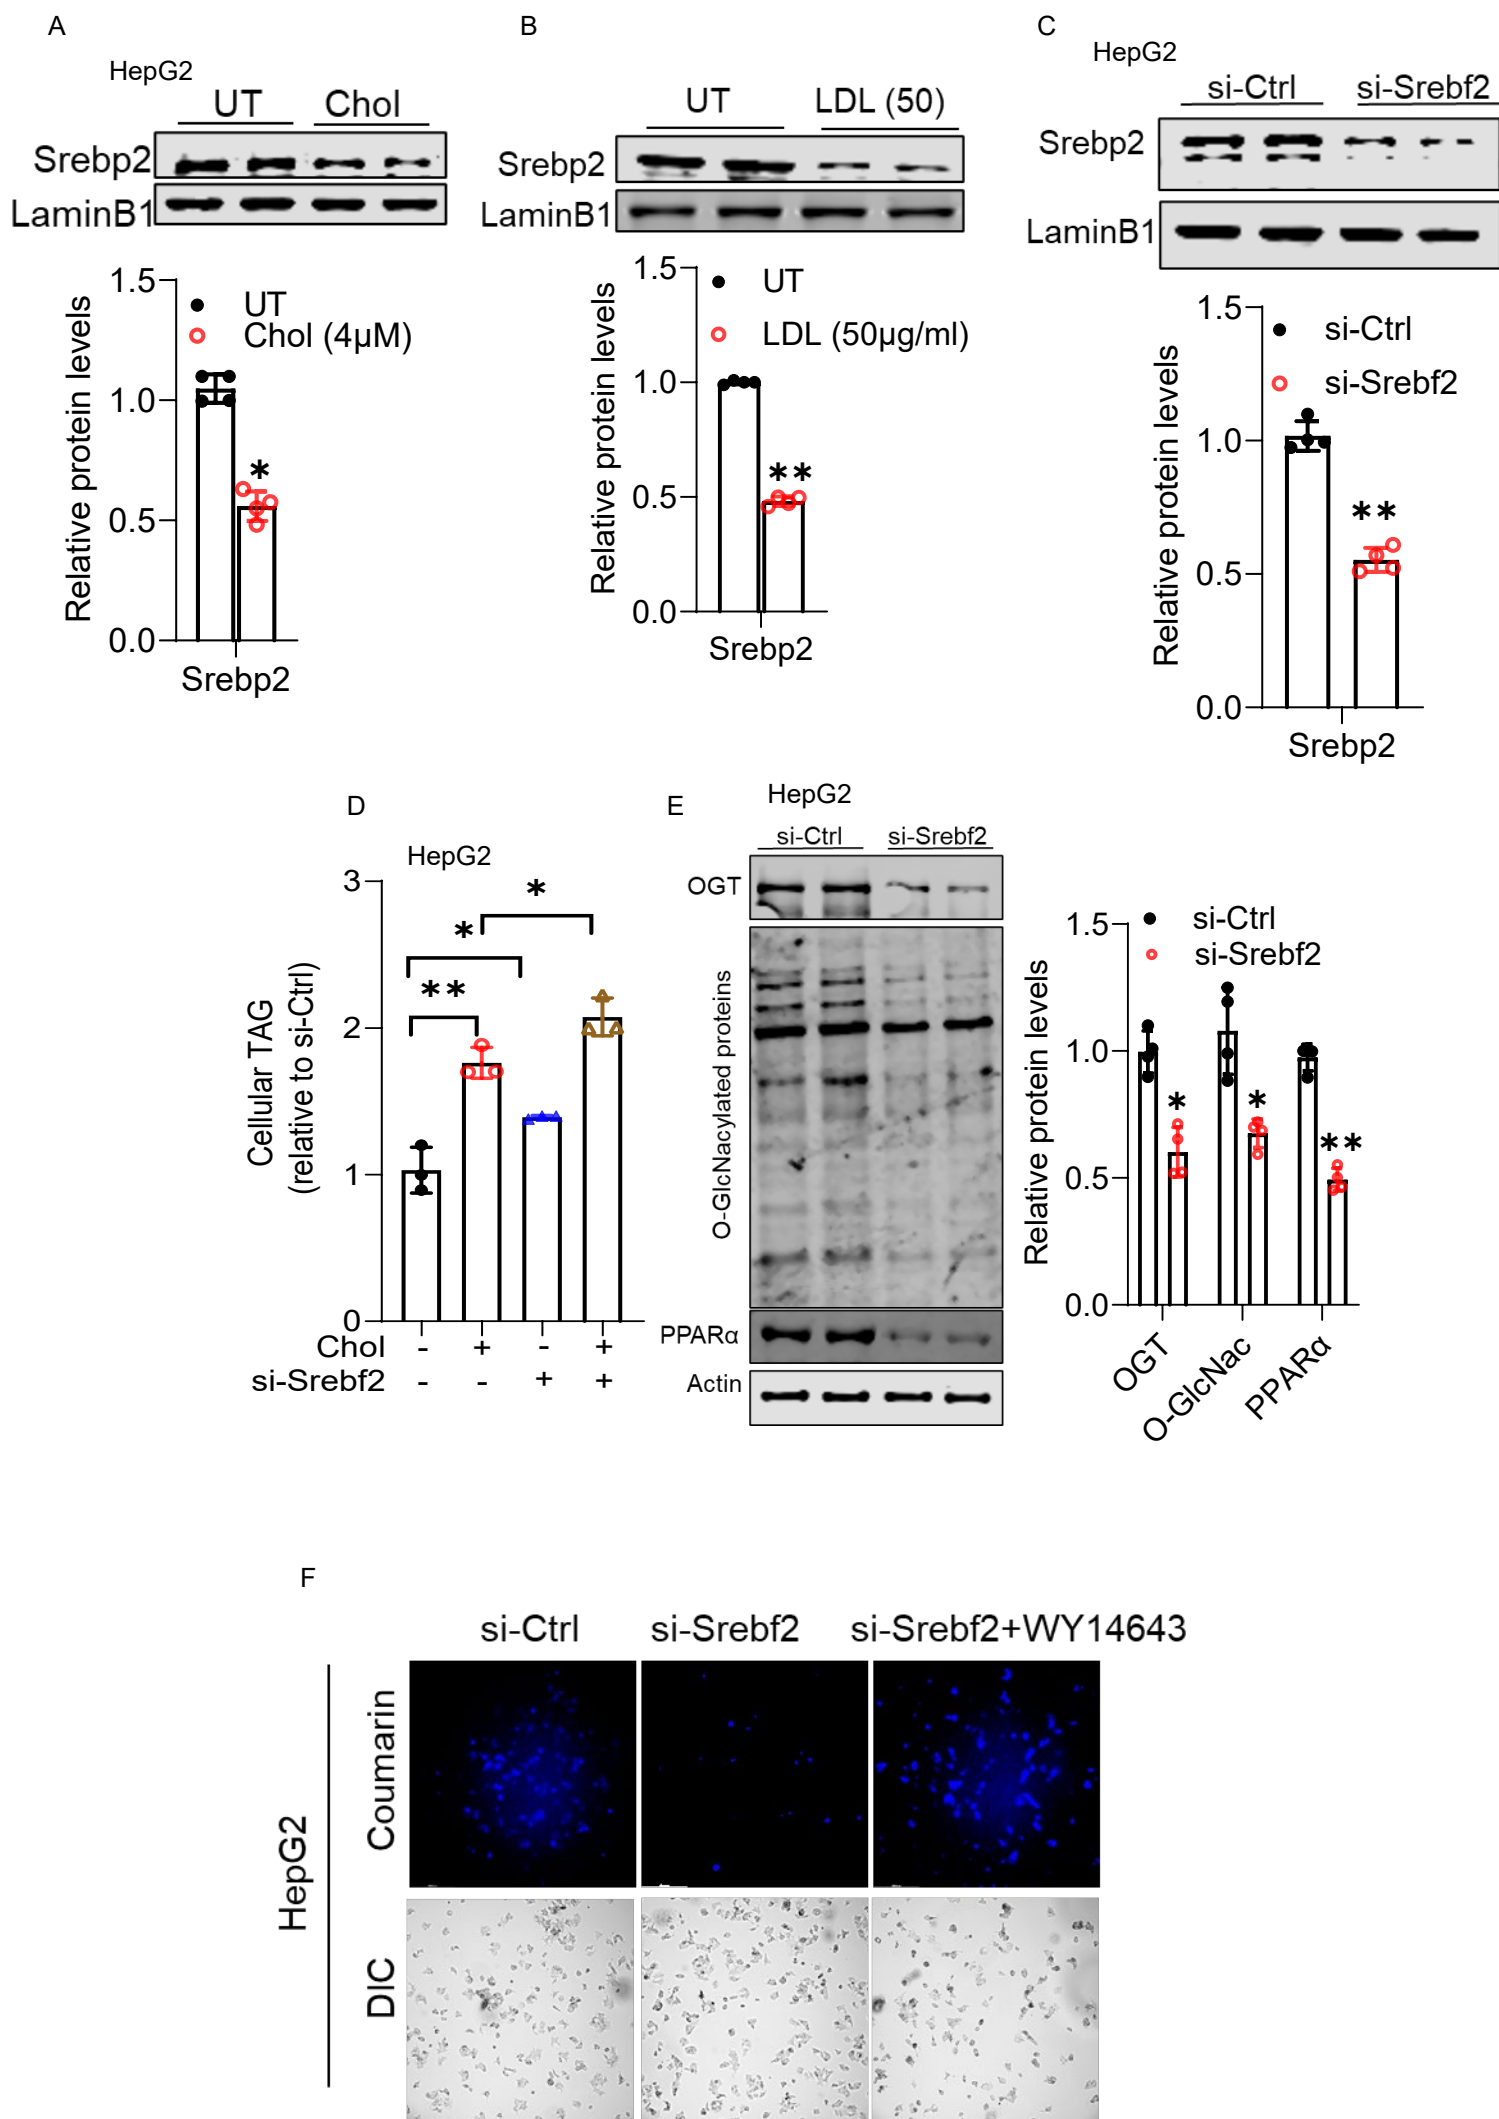 A
HepG2
UT Chol
Srebp2
LaminB1
1.5
1.0
0.5
0.0
Relative protein levels
UT
Chol (4µM)
*
Srebp2
B
UT LDL (50)
Srebp2
LaminB1
1.5
1.0
0.5
0.0
Relative protein levels
UT
LDL (50µg/ml)
**
Srebp2
C
HepG2
si-Ctrl si-Srebf2
Srebp2
LaminB1
1.5
1.0
0.5
0.0
Relative protein levels
si-Ctrl
si-Srebf2
**
Srebp2
D
HepG2
3
2
1
0
Cellular TAG
(relative to si-Ctrl)
*
*
**
Chol - + - +
si-Srebf2 - - + +
E
HepG2
si-Ctrl si-Srebf2
OGT
O-GlcNacylated proteins
PPARα
Actin
1.5
1.0
0.5
0.0
Relative protein levels
si-Ctrl
si-Srebf2
* * **
OGT
O-GlcNac
PPARα
F
si-Ctrl si-Srebf2 si-Srebf2+WY14643
HepG2
Coumarin
DIC